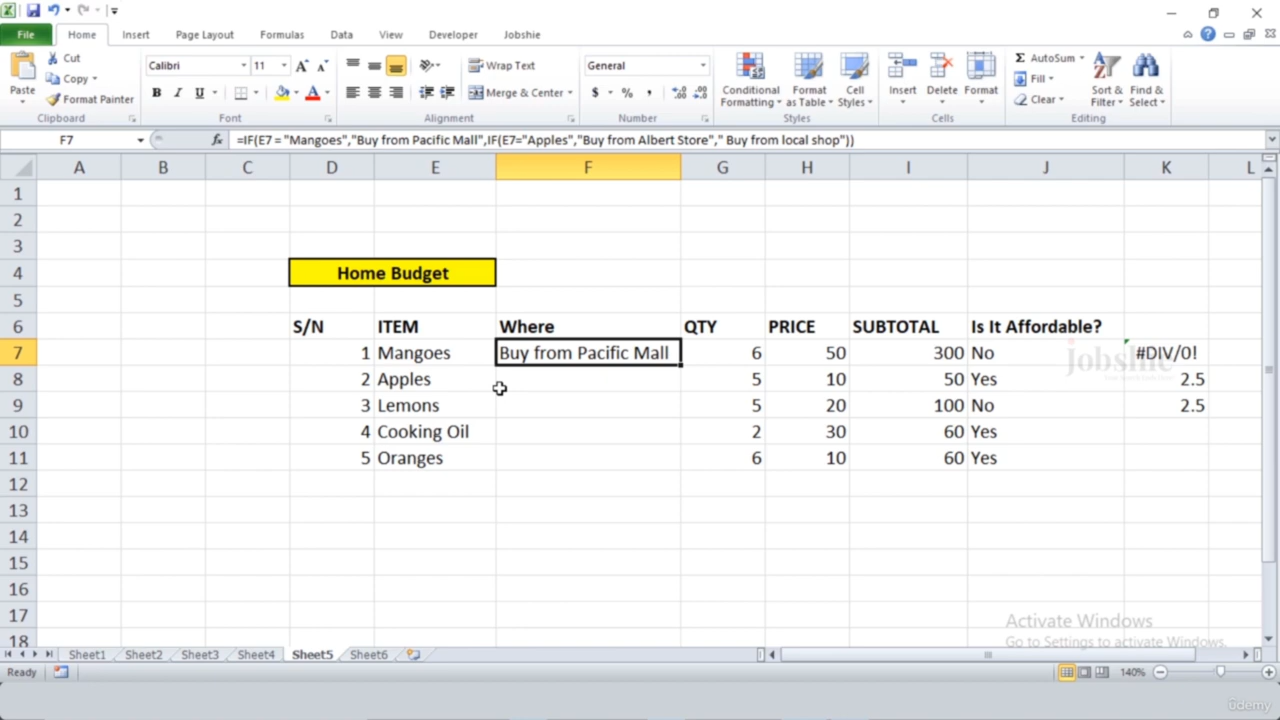 File Home Insert Page Layout Formulas Data View Developer Jobshie
Cut
Copy
Format Painter
Paste
Clipboard
Calibri 11 A A
B I U A
Font
Wrap Text
Merge & Center
Alignment
General
$ % ,
Number
Conditional Formatting
Format as Table
Cell Styles
Styles
Insert Delete Format
Cells
Σ AutoSum
Fill
Clear
Sort & Filter
Find & Select
Editing
F7 fx =IF(E7 = "Mangoes","Buy from Pacific Mall",IF(E7="Apples","Buy from Albert Store"," Buy from local shop"))
A B C D E F G H I J K L
1
2
3
4 Home Budget
5
6 S/N ITEM Where QTY PRICE SUBTOTAL Is It Affordable?
7 1 Mangoes Buy from Pacific Mall 6 50 300 No #DIV/0!
8 2 Apples 5 10 50 Yes 2.5
9 3 Lemons 5 20 100 No 2.5
10 4 Cooking Oil 2 30 60 Yes
11 5 Oranges 6 10 60 Yes
12
13
14
15
16
17
18
Jobshie
Activate Windows
Go to Settings to activate Windows.
Sheet1 Sheet2 Sheet3 Sheet4 Sheet5 Sheet6
Ready 140%
ûdemy